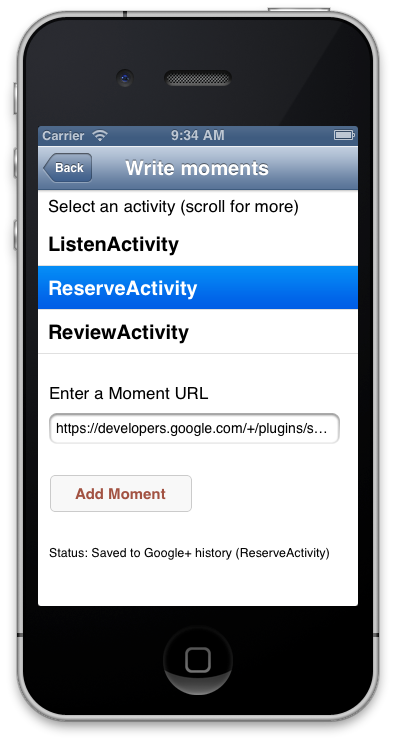 Carrier 9:34 AM
Back Write moments
Select an activity (scroll for more)
ListenActivity
ReserveActivity
ReviewActivity
Enter a Moment URL
https://developers.google.com/+/plugins/s…
Add Moment
Status: Saved to Google+ history (ReserveActivity)